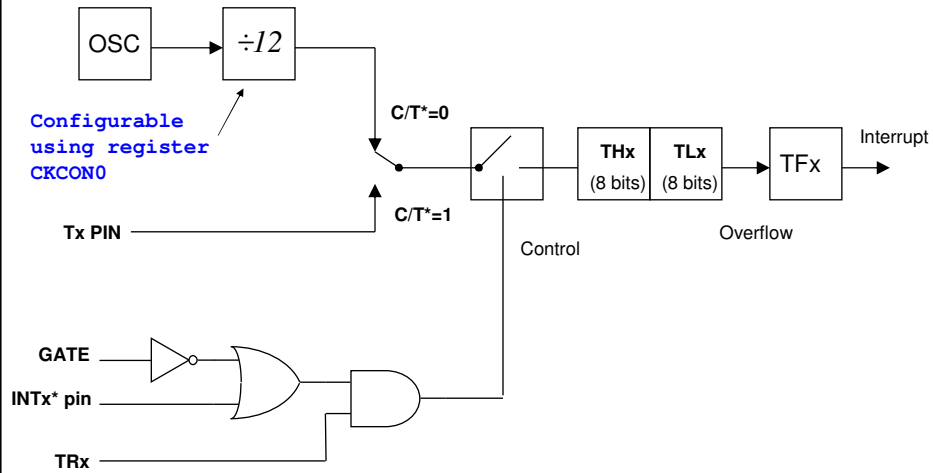 OSC
÷12
Configurable
using register
CKCON0
C/T*=0
C/T*=1
Tx PIN
THx
(8 bits)
TLx
(8 bits)
TFx
Interrupt
Overflow
Control
GATE
INTx* pin
TRx